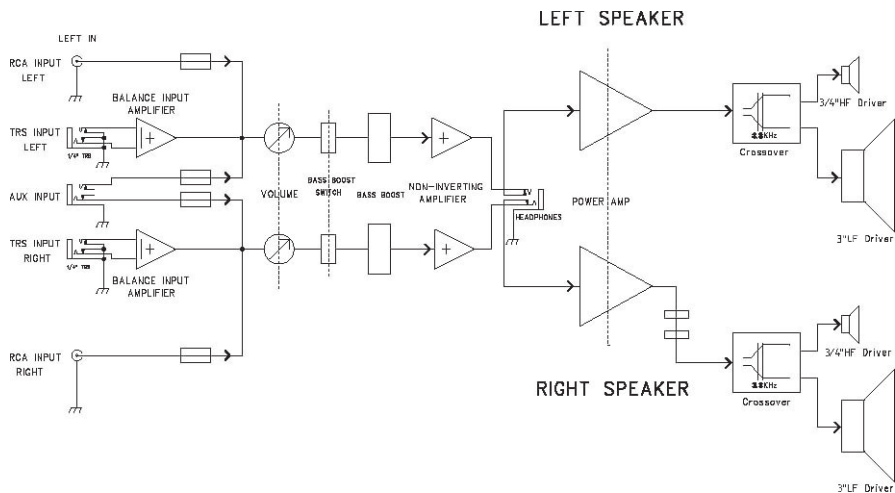 LEFT SPEAKER
LEFT IN
RCA INPUT
LEFT
BALANCE INPUT
AMPLIFIER
TRS INPUT
LEFT
1/4" TRS
AUX INPUT
TRS INPUT
RIGHT
1/4" TRS
BALANCE INPUT
AMPLIFIER
RCA INPUT
RIGHT
VOLUME
BASS BOOST
SWITCH
BASS BOOST
NON-INVERTING
AMPLIFIER
HEADPHONES
POWER AMP
3/4"HF Driver
KHz
Crossover
3"LF Driver
RIGHT SPEAKER
3/4"HF Driver
KHz
Crossover
3"LF Driver